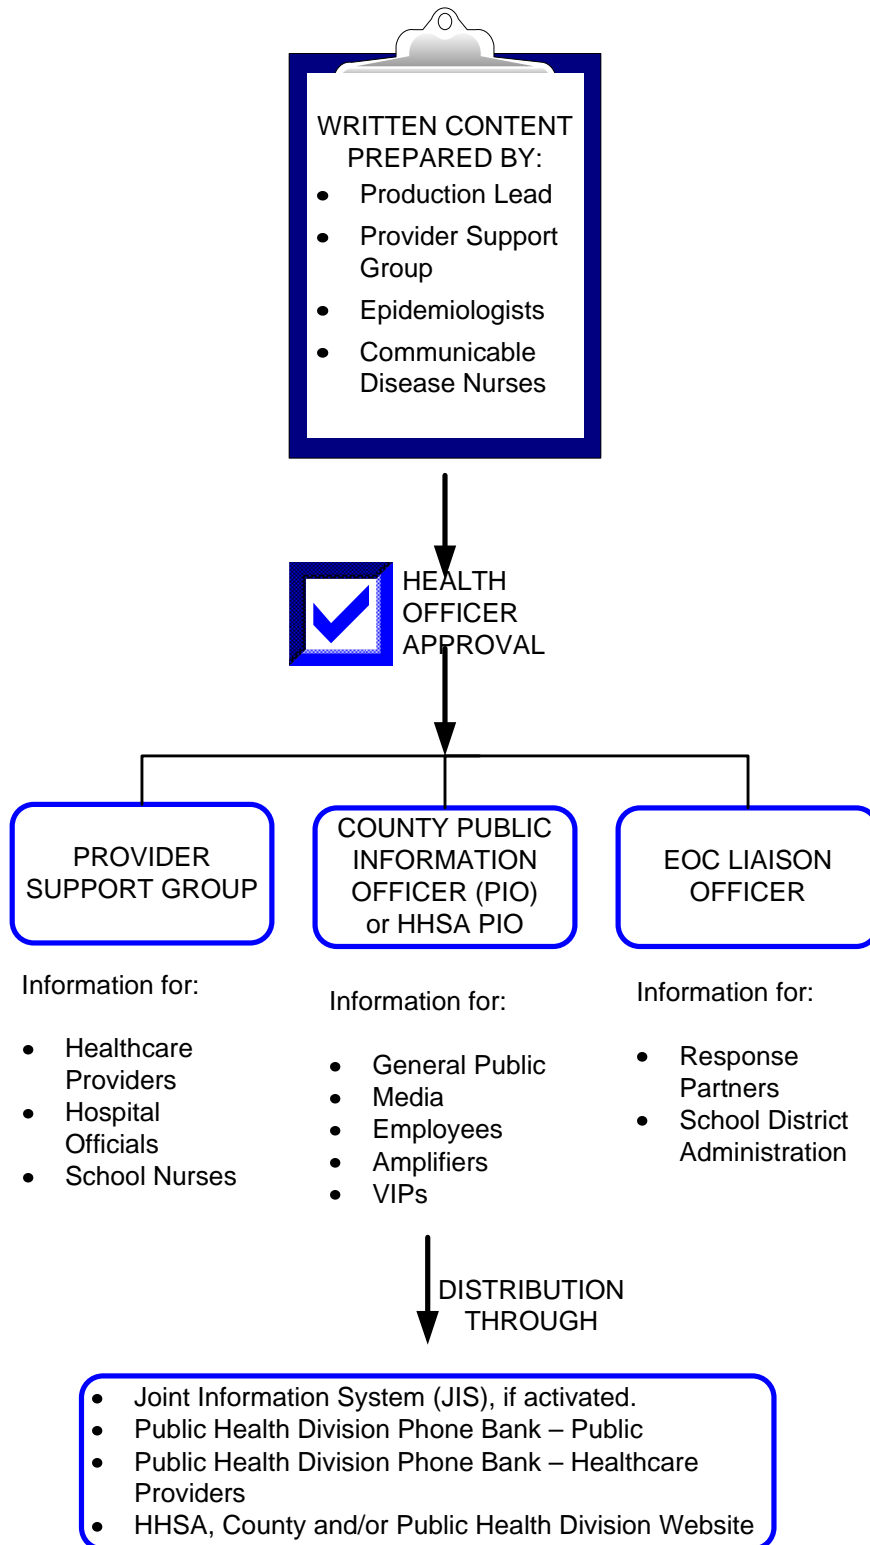 WRITTEN CONTENT
PREPARED BY:
• Production Lead
• Provider Support
Group
• Epidemiologists
• Communicable
Disease Nurses
HEALTH
OFFICER
APPROVAL
PROVIDER
SUPPORT GROUP
COUNTY PUBLIC
INFORMATION
OFFICER (PIO)
or HHSA PIO
EOC LIAISON
OFFICER
Information for:
• Healthcare
Providers
• Hospital
Officials
• School Nurses
Information for:
• General Public
• Media
• Employees
• Amplifiers
• VIPs
Information for:
• Response
Partners
• School District
Administration
DISTRIBUTION
THROUGH
• Joint Information System (JIS), if activated.
• Public Health Division Phone Bank – Public
• Public Health Division Phone Bank – Healthcare
Providers
• HHSA, County and/or Public Health Division Website